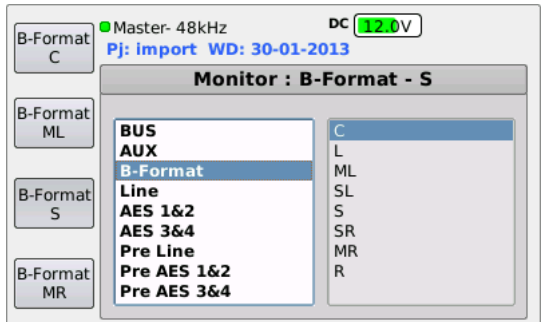 B-Format
C
B-Format
ML
B-Format
S
B-Format
MR
Master- 48kHz
DC 12.0V
Pj: import WD: 30-01-2013
Monitor : B-Format - S
BUS
AUX
B-Format
Line
AES 1&2
AES 3&4
Pre Line
Pre AES 1&2
Pre AES 3&4
C
L
ML
SL
S
SR
MR
R